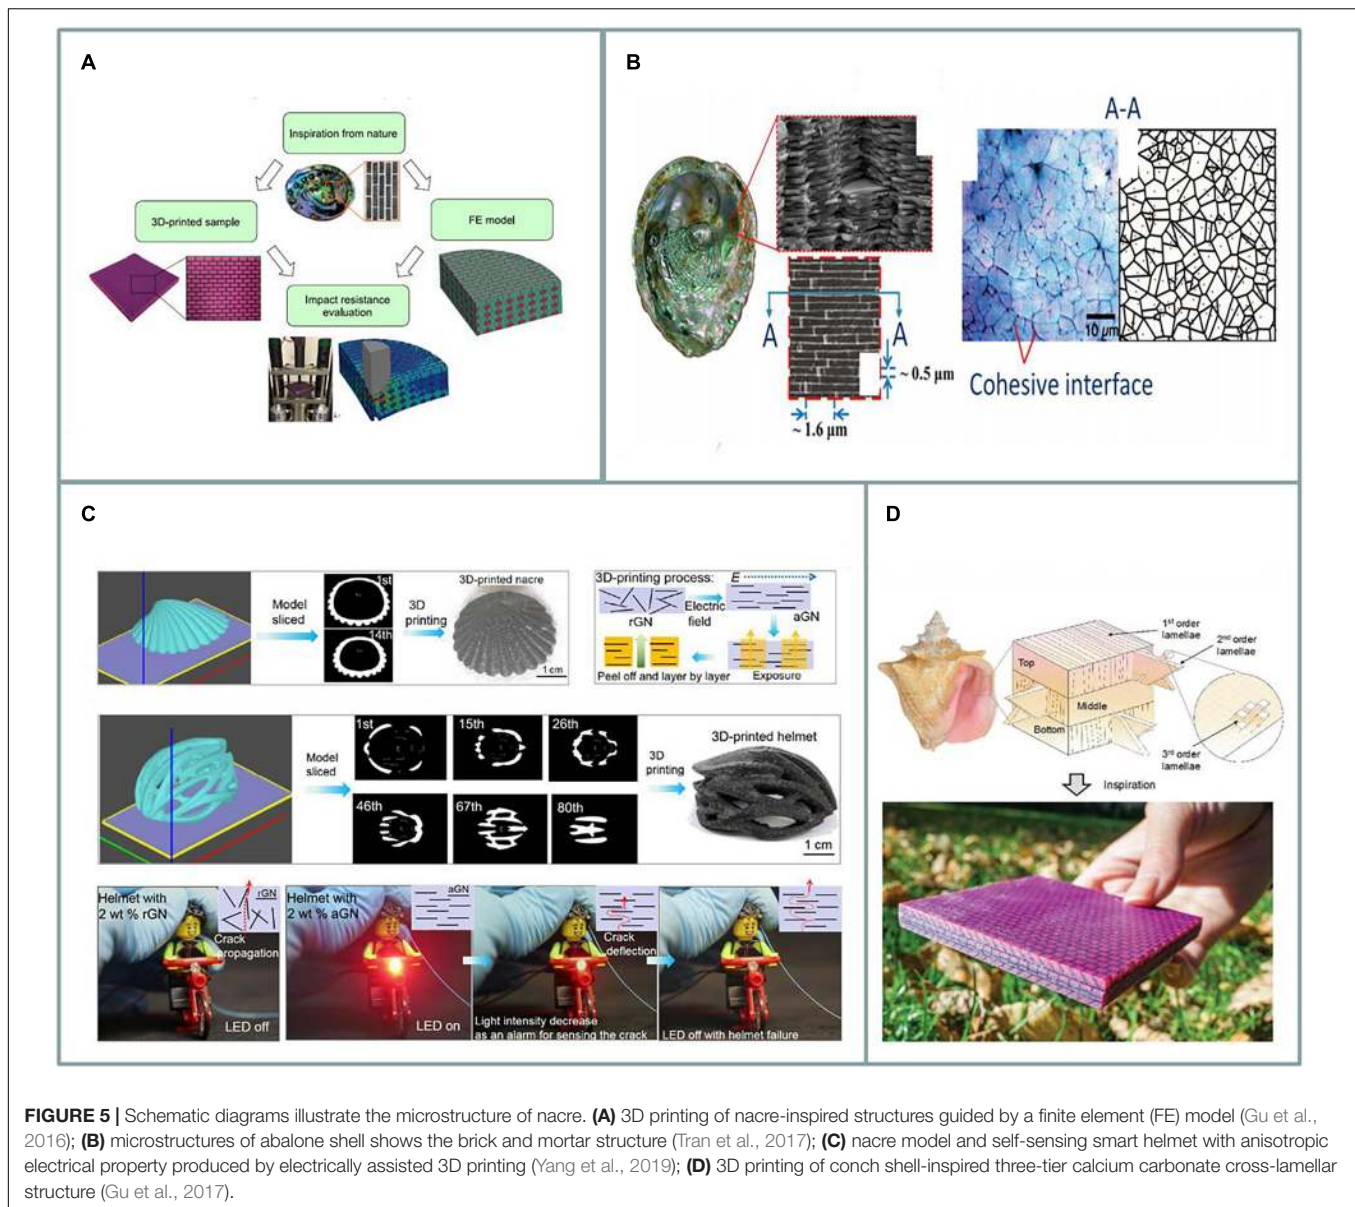 A
Inspiration from nature
3D-printed sample
FE model
Impact resistance
evaluation
B
A-A
A
A
~ 0.5 μm
~ 1.6 μm
10 μm
Cohesive interface
C
Model
sliced
1st
14th
3D
printing
3D-printed nacre
1 cm
3D-printing process:
E
rGN
Electric
field
aGN
Peel off and layer by layer
Exposure
Model
sliced
1st
15th
26th
46th
67th
80th
3D
printing
3D-printed helmet
1 cm
Helmet with
2 wt % rGN
rGN
Crack
propagation
LED off
Helmet with
2 wt % aGN
aGN
LED on
Crack
deflection
Light intensity decrease
as an alarm for sensing the crack
LED off with helmet failure
D
1st order
lamellae
2nd order
lamellae
Top
Middle
Bottom
3rd order
lamellae
Inspiration
FIGURE 5 | Schematic diagrams illustrate the microstructure of nacre. (A) 3D printing of nacre-inspired structures guided by a finite element (FE) model (Gu et al.,
2016); (B) microstructures of abalone shell shows the brick and mortar structure (Tran et al., 2017); (C) nacre model and self-sensing smart helmet with anisotropic
electrical property produced by electrically assisted 3D printing (Yang et al., 2019); (D) 3D printing of conch shell-inspired three-tier calcium carbonate cross-lamellar
structure (Gu et al., 2017).